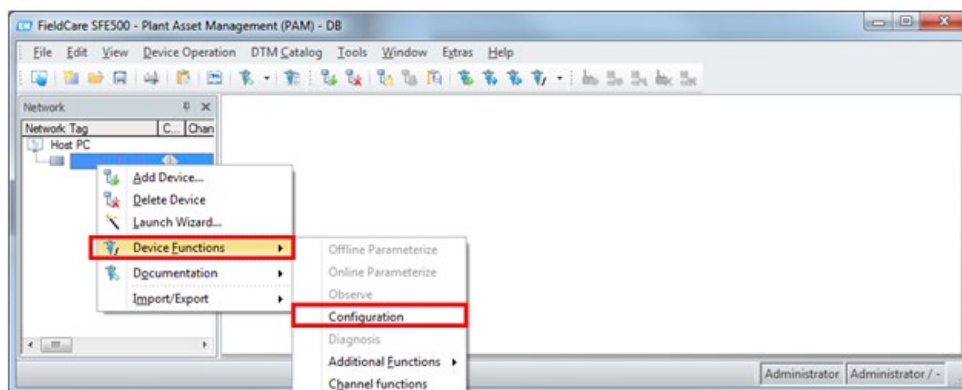 FieldCare SFE500 - Plant Asset Management (PAM) - DB
File Edit View Device Operation DTM Catalog Tools Window Extras Help
Network
Network Tag C... Chan
Host PC
Add Device...
Delete Device
Launch Wizard...
Device Functions
Documentation
Import/Export
Offline Parameterize
Online Parameterize
Observe
Configuration
Diagnosis
Additional Functions
Channel functions
Administrator Administrator / -